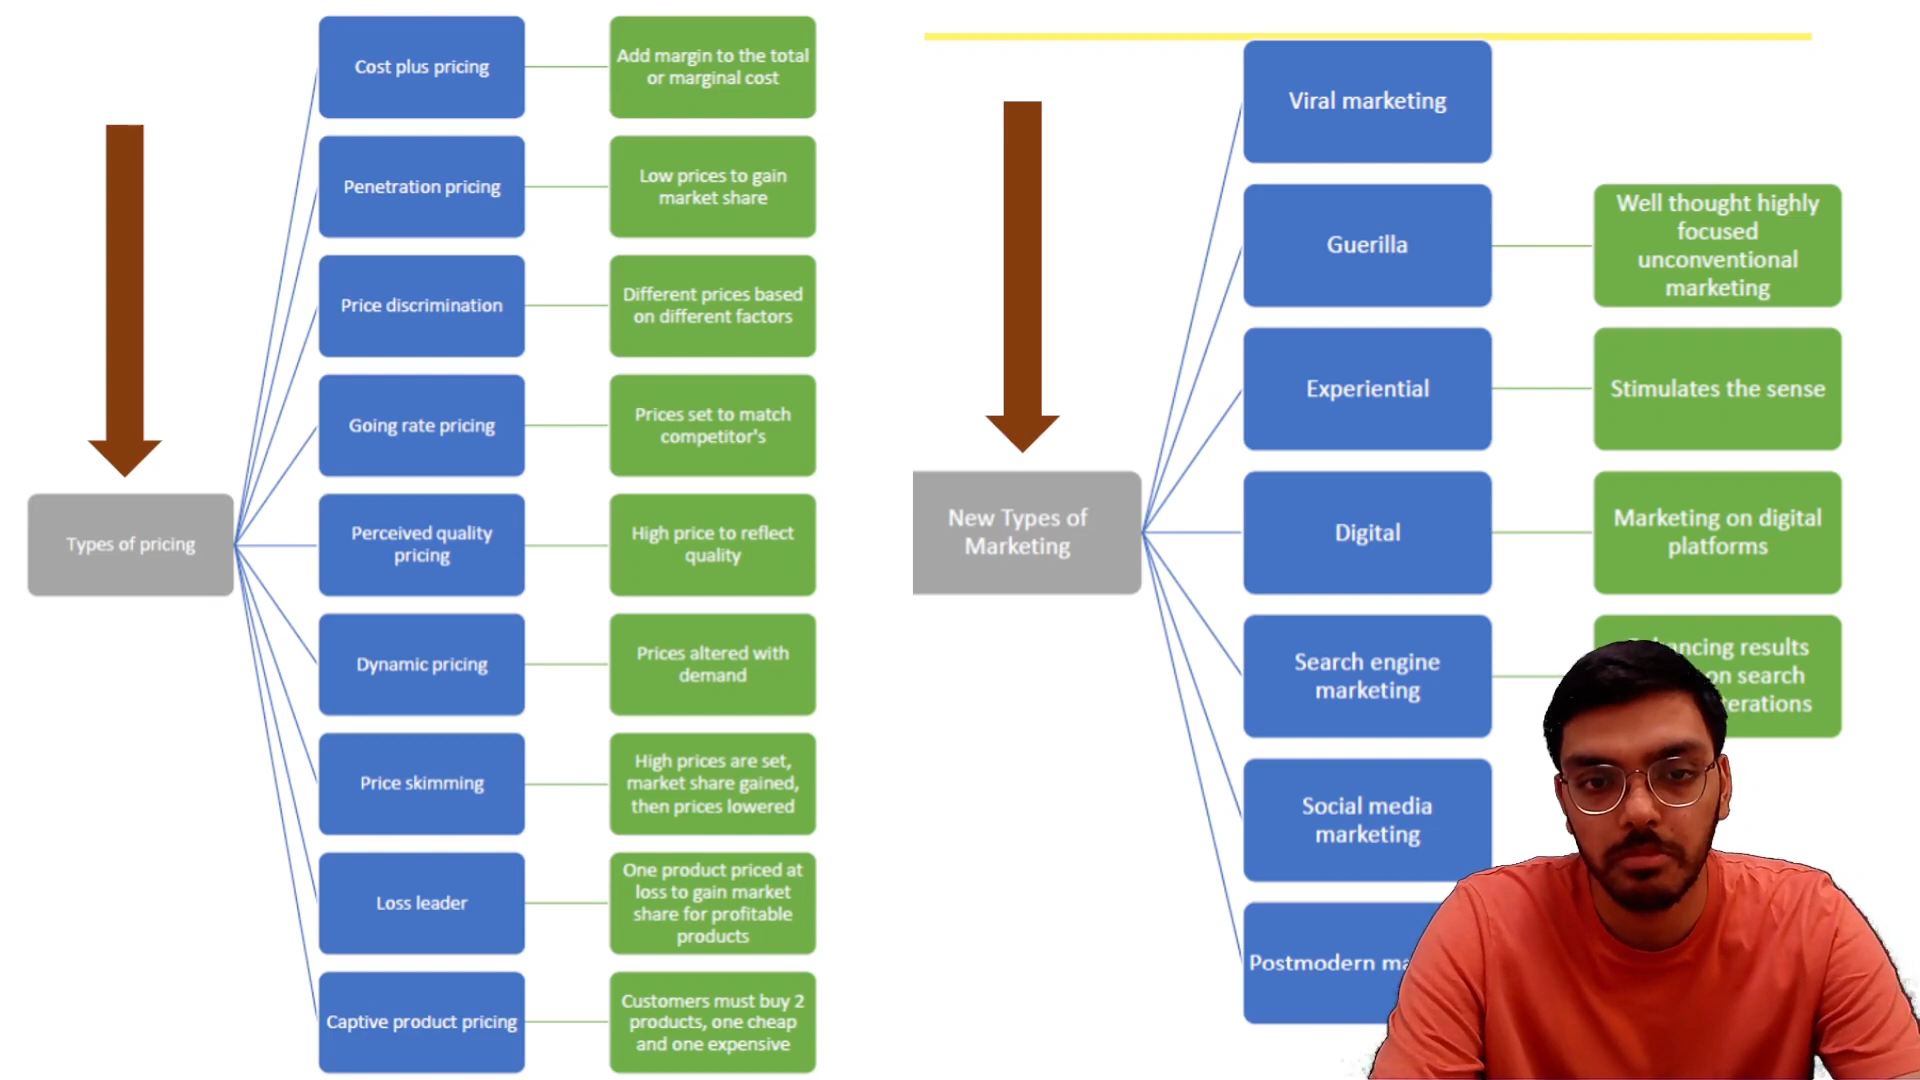 Types of pricing
Cost plus pricing
Add margin to the total
or marginal cost
Penetration pricing
Low prices to gain
market share
Price discrimination
Different prices based
on different factors
Going rate pricing
Prices set to match
competitor's
Perceived quality
pricing
High price to reflect
quality
Dynamic pricing
Prices altered with
demand
Price skimming
High prices are set,
market share gained,
then prices lowered
Loss leader
One product priced at
loss to gain market
share for profitable
products
Captive product pricing
Customers must buy 2
products, one cheap
and one expensive
New Types of
Marketing
Viral marketing
Guerilla
Well thought highly
focused
unconventional
marketing
Experiential
Stimulates the sense
Digital
Marketing on digital
platforms
Search engine
marketing
results
on search
Social media
marketing
Postmodern